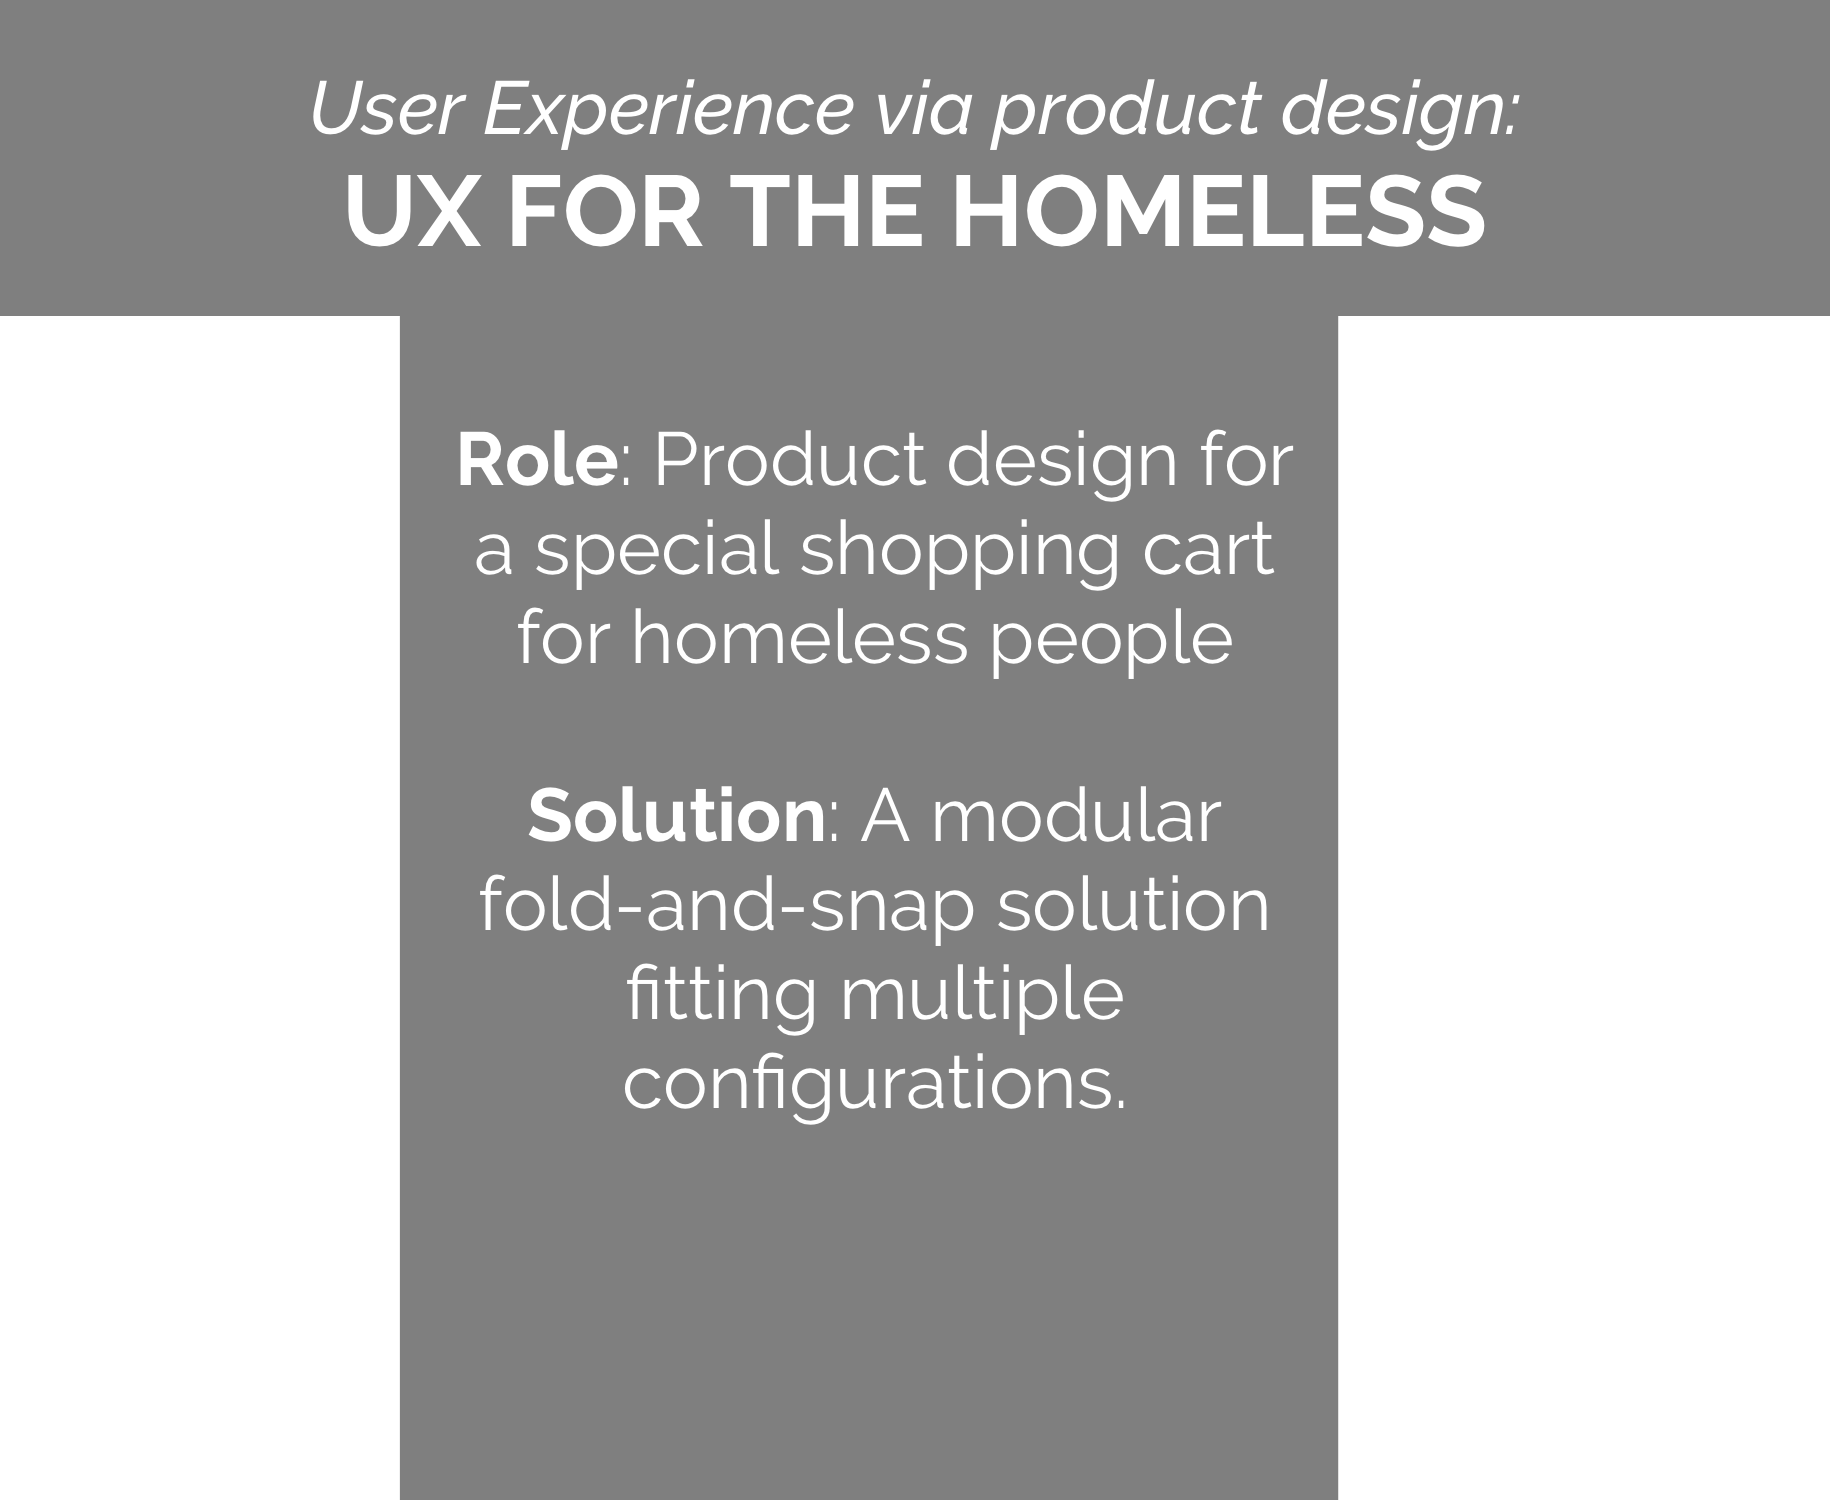 User Experience via product design:
UX FOR THE HOMELESS
Role: Product design for
a special shopping cart
for homeless people
Solution: A modular
fold-and-snap solution
fitting multiple
configurations.